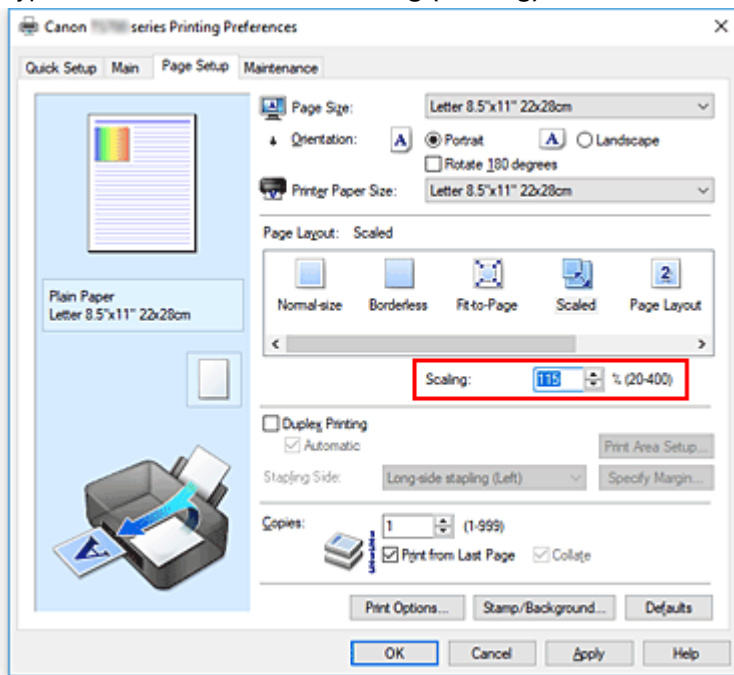 Canon series Printing Preferences
Quick Setup Main Page Setup Maintenance
Page Size: Letter 8.5"x11" 22x28cm
Orientation: A Portrait A Landscape
Rotate 180 degrees
Printer Paper Size: Letter 8.5"x11" 22x28cm
Page Layout: Scaled
Normal-size Borderless Fit-to-Page Scaled 2 Page Layout
Plain Paper
Letter 8.5"x11" 22x28cm
Scaling: 115 % (20-400)
Duplex Printing
Automatic Print Area Setup...
Stapling Side: Long-side stapling (Left) Specify Margin...
Copies: 1 (1-999)
Print from Last Page Collate
A
Print Options... Stamp/Background... Defaults
OK Cancel Apply Help